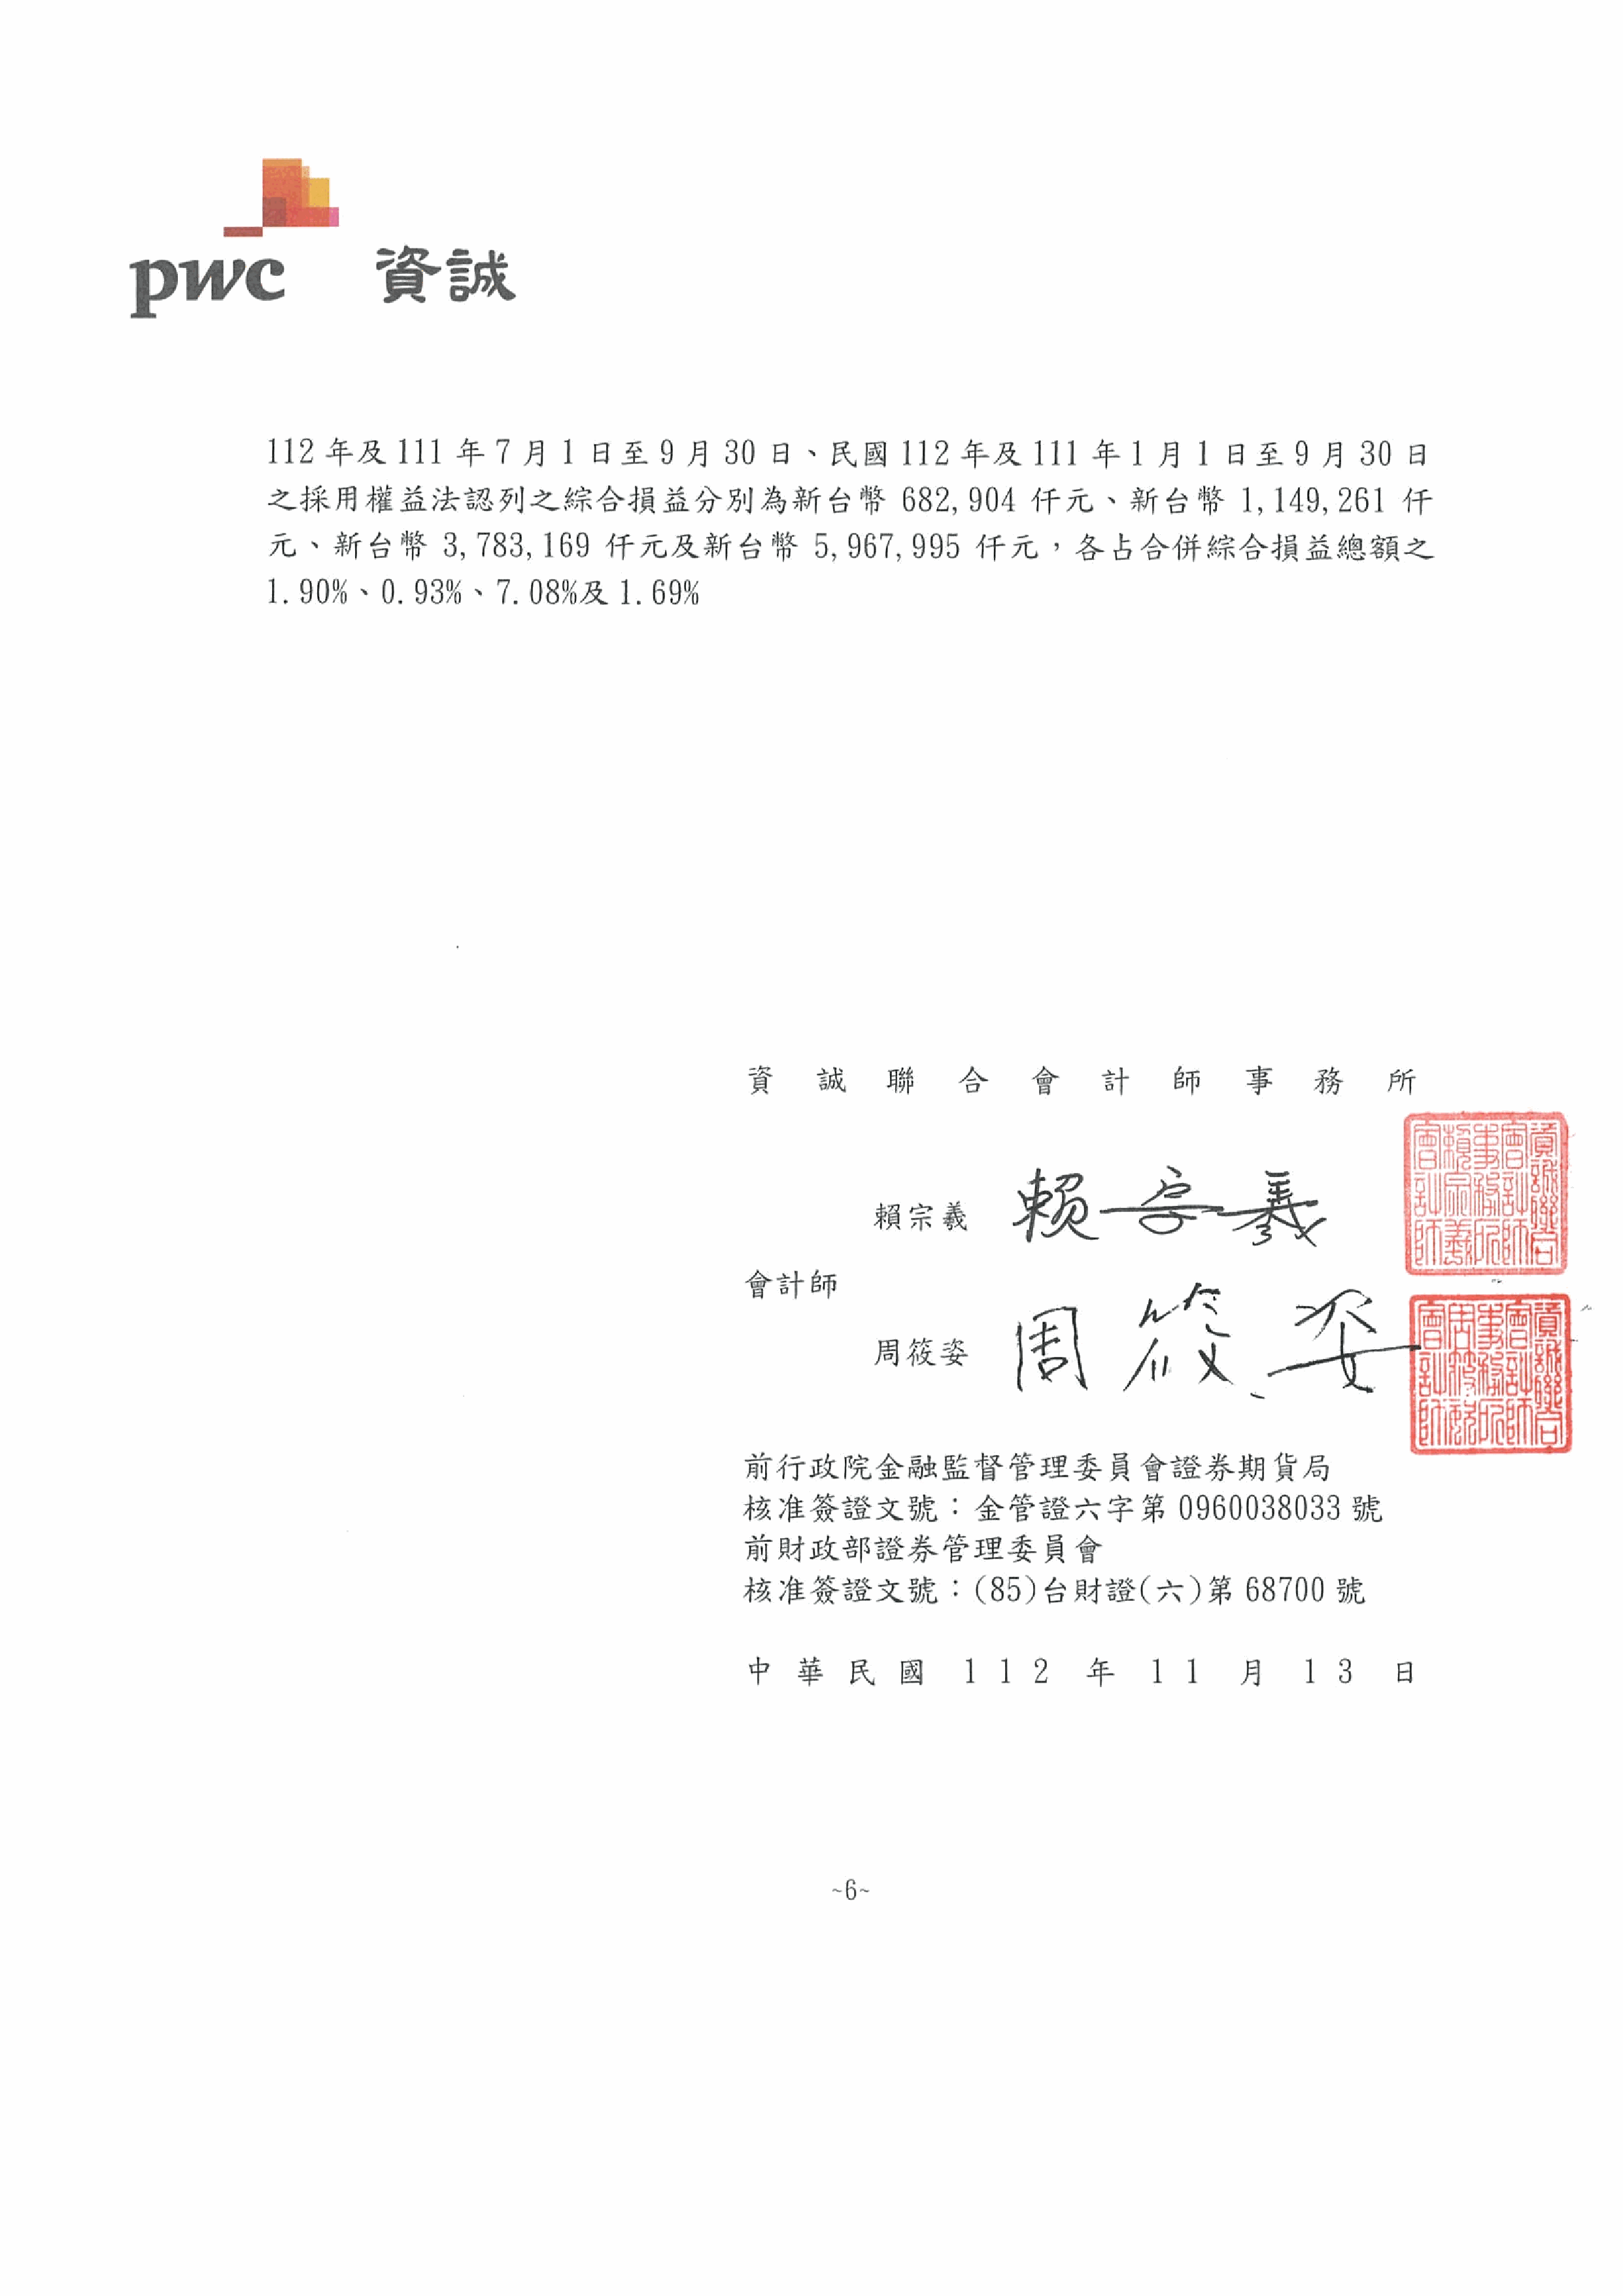 pwc 資誠
112 年及 111 年 7 月 1 日至 9 月 30 日、民國 112 年及 111 年 1 月 1 日至 9 月 30 日
之採用權益法認列之綜合損益分別為新台幣 682,904 仟元、新台幣 1,149,261 仟
元、新台幣 3,783,169 仟元及新台幣 5,967,995 仟元，各占合併綜合損益總額之
1.90%、0.93%、7.08%及 1.69%
資 誠 聯 合 會 計 師 事 務 所
資誠聯合會計師事務所賴宗義會計師
賴宗義 賴宗義
會計師
周筱姿 周筱姿
資誠聯合會計師事務所周筱姿會計師
前行政院金融監督管理委員會證券期貨局
核准簽證文號：金管證六字第 0960038033 號
前財政部證券管理委員會
核准簽證文號：(85)台財證(六)第 68700 號
中 華 民 國 1 1 2 年 1 1 月 1 3 日
~6~